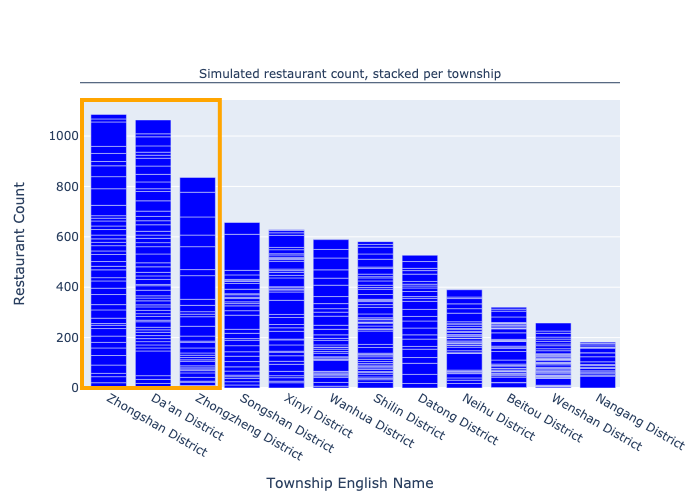 Simulated restaurant count, stacked per township
Restaurant Count
1000
800
600
400
200
0
Zhongshan District
Da'an District
Zhongzheng District
Songshan District
Xinyi District
Wanhua District
Shilin District
Datong District
Neihu District
Beitou District
Wenshan District
Nangang District
Township English Name